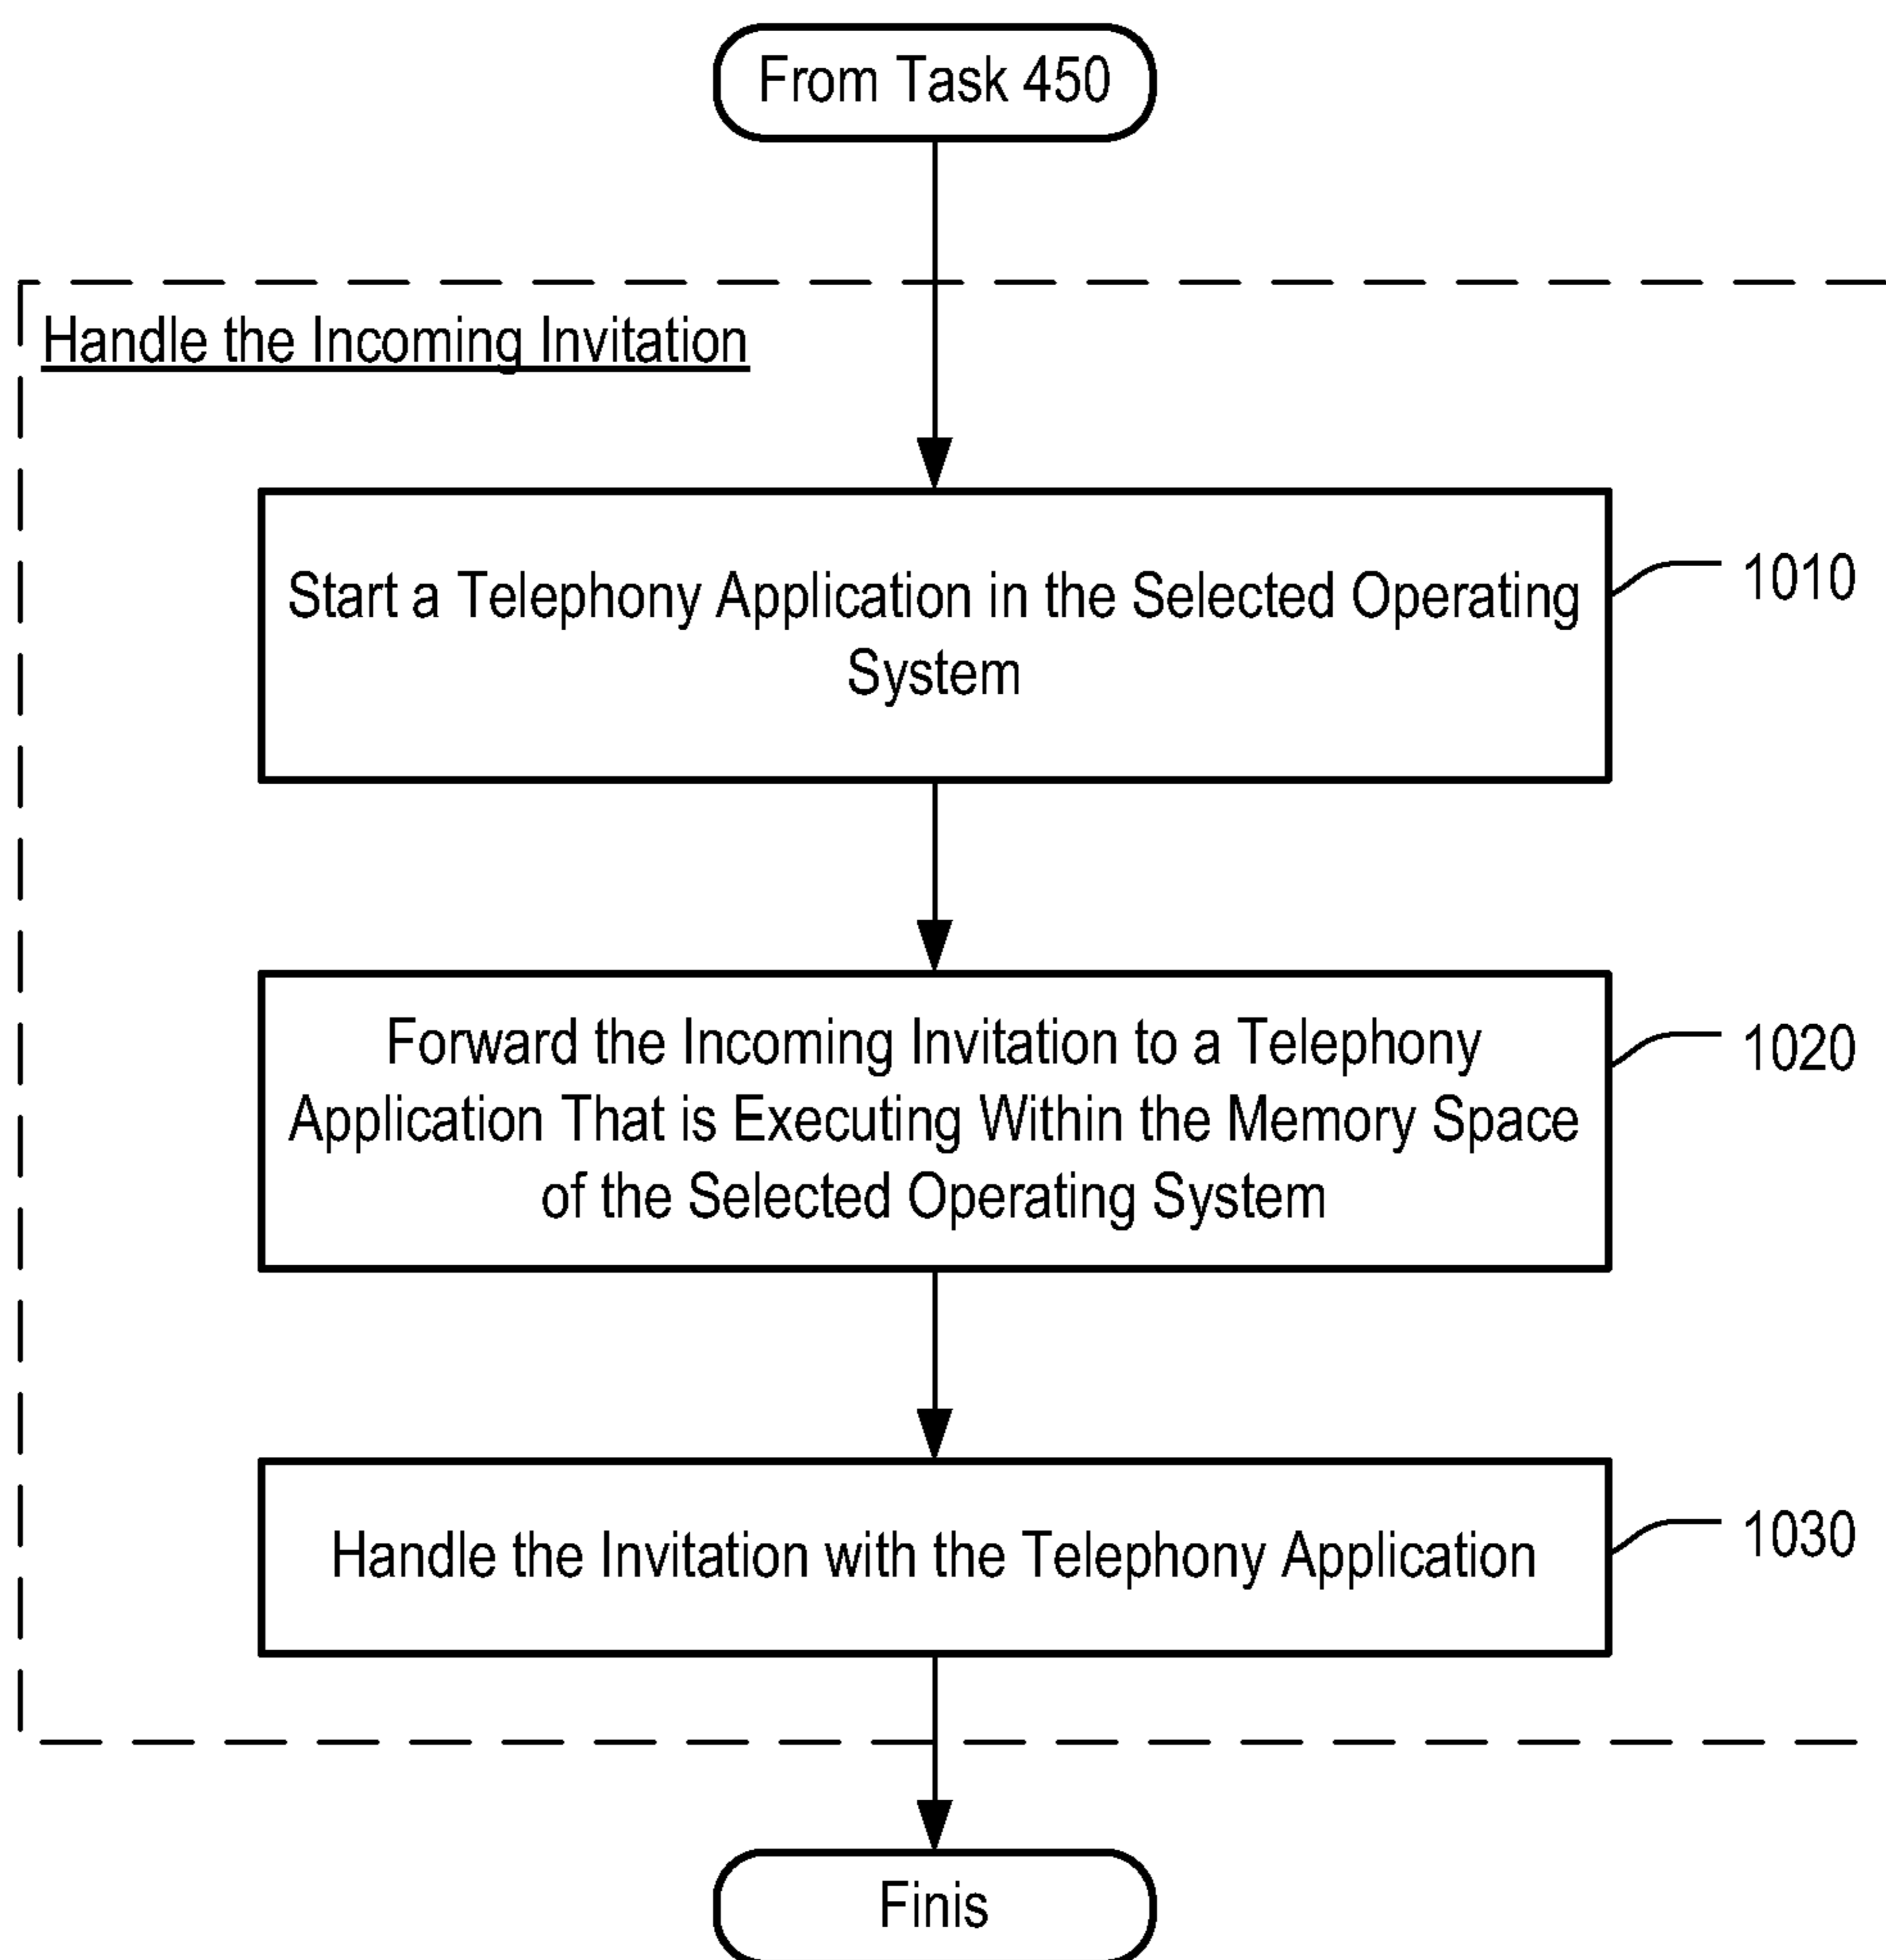 From Task 450
Handle the Incoming Invitation
Start a Telephony Application in the Selected Operating
System
1010
Forward the Incoming Invitation to a Telephony
Application That is Executing Within the Memory Space
of the Selected Operating System
1020
Handle the Invitation with the Telephony Application
1030
Finis